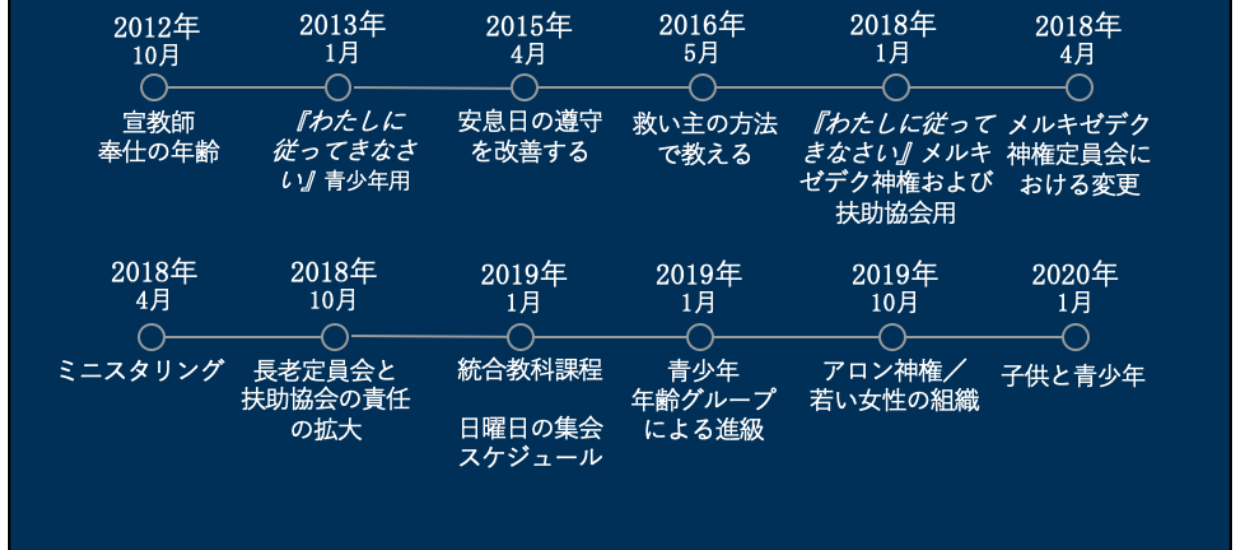 2012年
10月
宣教師
奉仕の年齢
2013年
1月
『わたしに
従ってきなさ
い』青少年用
2015年
4月
安息日の遵守
を改善する
2016年
5月
救い主の方法
で教える
2018年
1月
『わたしに従って
きなさい』メルキ
ゼデク神権および
扶助協会用
2018年
4月
メルキゼデク
神権定員会に
おける変更
2018年
4月
ミニスタリング
2018年
10月
長老定員会と
扶助協会の責任
の拡大
2019年
1月
統合教科課程
日曜日の集会
スケジュール
2019年
1月
青少年
年齢グループ
による進級
2019年
10月
アロン神権／
若い女性の組織
2020年
1月
子供と青少年